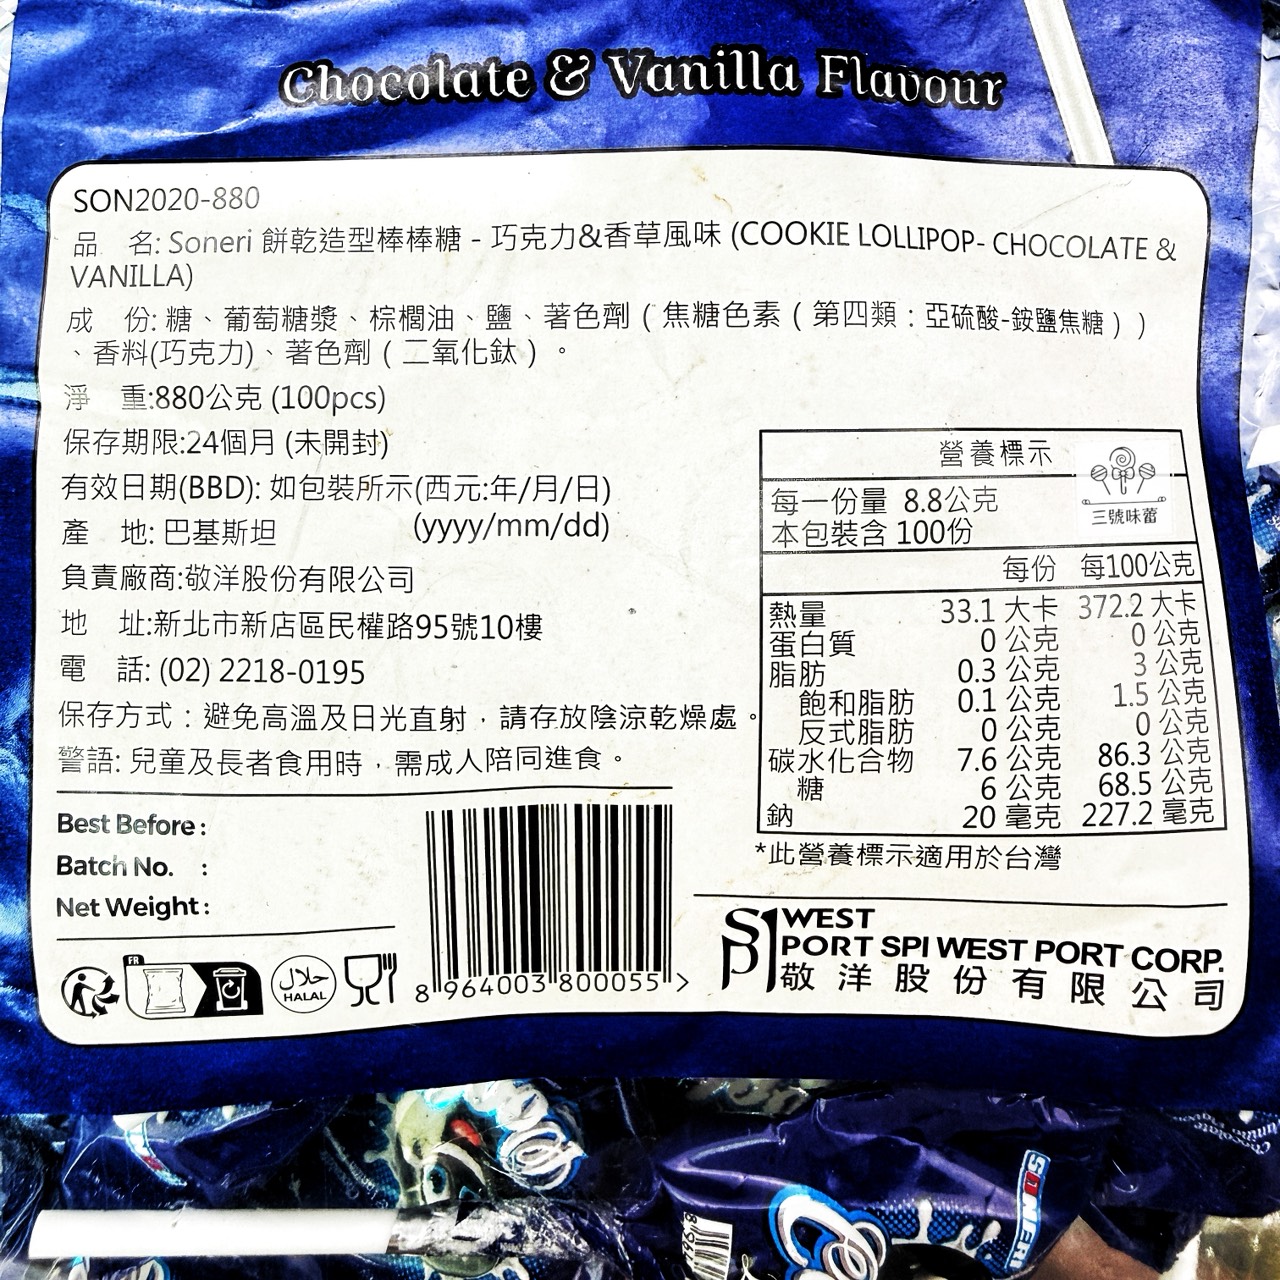 Chocolate & Vanilla Flavour
SON2020-880
品 名: Soneri 餅乾造型棒棒糖 - 巧克力&香草風味 (COOKIE LOLLIPOP- CHOCOLATE &
VANILLA)
成 份: 糖、葡萄糖漿、棕櫚油、鹽、著色劑 ( 焦糖色素 ( 第四類：亞硫酸-銨鹽焦糖 ) )
、香料(巧克力)、著色劑 ( 二氧化鈦 ) 。
淨 重:880公克 (100pcs)
保存期限:24個月 (未開封)
有效日期(BBD): 如包裝所示(西元:年/月/日)
(yyyy/mm/dd)
產 地: 巴基斯坦
負責廠商:敬洋股份有限公司
地 址:新北市新店區民權路95號10樓
電 話: (02) 2218-0195
保存方式：避免高溫及日光直射，請存放陰涼乾燥處。
警語: 兒童及長者食用時，需成人陪同進食。
營養標示
三號味蕾
每一份量 8.8公克
本包裝含 100份
每份 每100公克
熱量 33.1 大卡 372.2 大卡
蛋白質 0 公克 0 公克
脂肪 0.3 公克 3 公克
飽和脂肪 0.1 公克 1.5 公克
反式脂肪 0 公克 0 公克
碳水化合物 7.6 公克 86.3 公克
糖 6 公克 68.5 公克
鈉 20 毫克 227.2 毫克
*此營養標示適用於台灣
Best Before :
Batch No. :
Net Weight :
FR
حلال
HALAL
8 964003 800055 >
WEST
PORT SPI WEST PORT CORP.
敬洋股份有限公司
SONERI